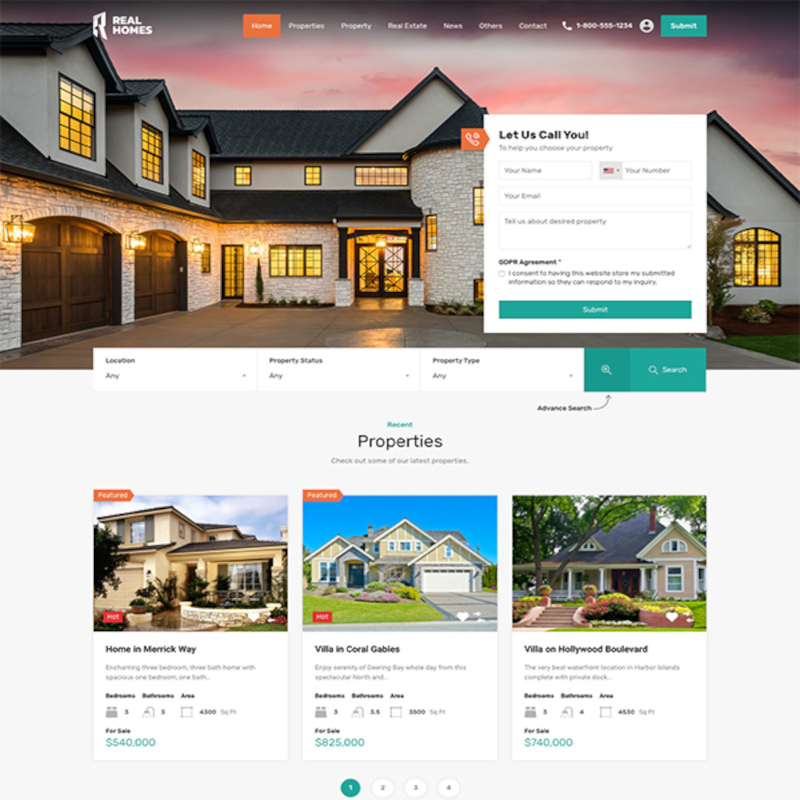 REAL
HOMES
Home Properties Property Real Estate News Others Contact 1-800-555-1234 Submit
Let Us Call You!
To help you choose your property
Your Name Your Number
Your Email
Tell us about desired property
GDPR Agreement *
I consent to having this website store my submitted
information so they can respond to my inquiry.
Submit
Location Property Status Property Type
Any Any Any Search
Advance Search
Recent
Properties
Check out some of our latest properties.
Featured Featured
Hot Hot
Home in Merrick Way
Enchanting three bedroom, three bath home with
spacious one bedroom, one bath...
Bedrooms Bathrooms Area
3 3 4300 Sq Ft
For Sale
$540,000
Villa in Coral Gables
Enjoy serenity of Deering Bay whole day from this
spectacular North and...
Bedrooms Bathrooms Area
3 3.5 3500 Sq Ft
For Sale
$825,000
Villa on Hollywood Boulevard
The very best waterfront location in Harbor Islands
complete with private dock...
Bedrooms Bathrooms Area
3 4 4530 Sq Ft
For Sale
$740,000
1 2 3 4